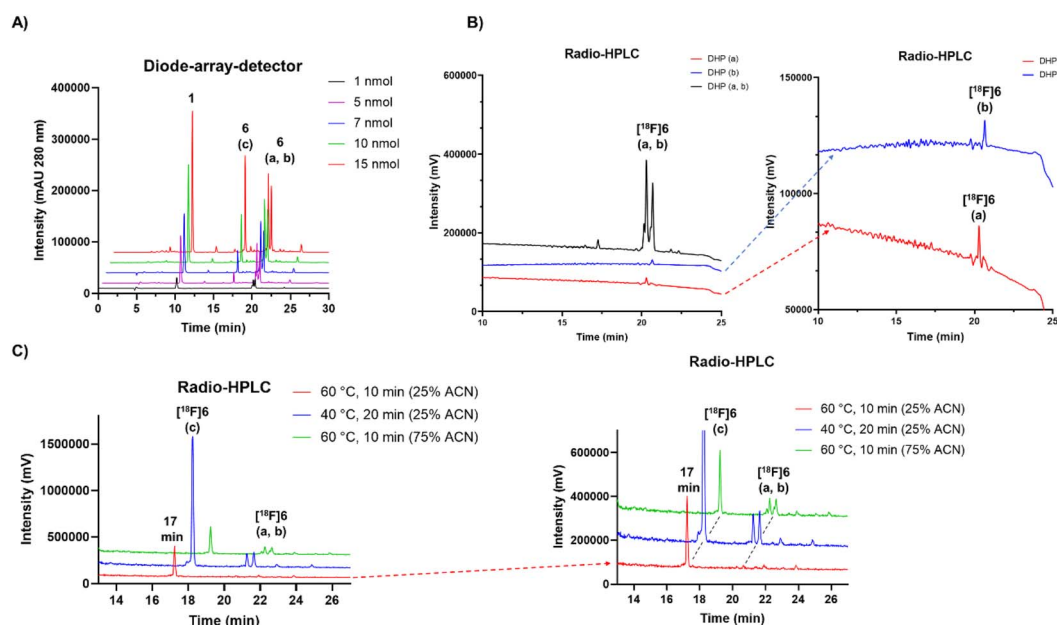 A)
Diode-array-detector
1 nmol
5 nmol
7 nmol
10 nmol
15 nmol
1
6
(c)
6
(a, b)
Intensity (mAU 280 nm)
400000
300000
200000
100000
0
0 5 10 15 20 25 30
Time (min)
B)
Radio-HPLC
DHP (a)
DHP (b)
DHP (a, b)
[¹⁸F]6
(a, b)
Intensity (mV)
600000
400000
200000
0
10 15 20 25
Time (min)
Radio-HPLC
DHP
DHP
[¹⁸F]6
(b)
[¹⁸F]6
(a)
Intensity (mV)
150000
100000
50000
10 15 20 25
Time (min)
C)
Radio-HPLC
60 °C, 10 min (25% ACN)
40 °C, 20 min (25% ACN)
60 °C, 10 min (75% ACN)
[¹⁸F]6
(c)
17
min
[¹⁸F]6
(a, b)
Intensity (mV)
1500000
1000000
500000
0
14 16 18 20 22 24 26
Time (min)
Radio-HPLC
60 °C, 10 min (25% ACN)
40 °C, 20 min (25% ACN)
60 °C, 10 min (75% ACN)
[¹⁸F]6
(c)
17
min
[¹⁸F]6
(a, b)
Intensity (mV)
600000
400000
200000
0
14 16 18 20 22 24 26
Time (min)